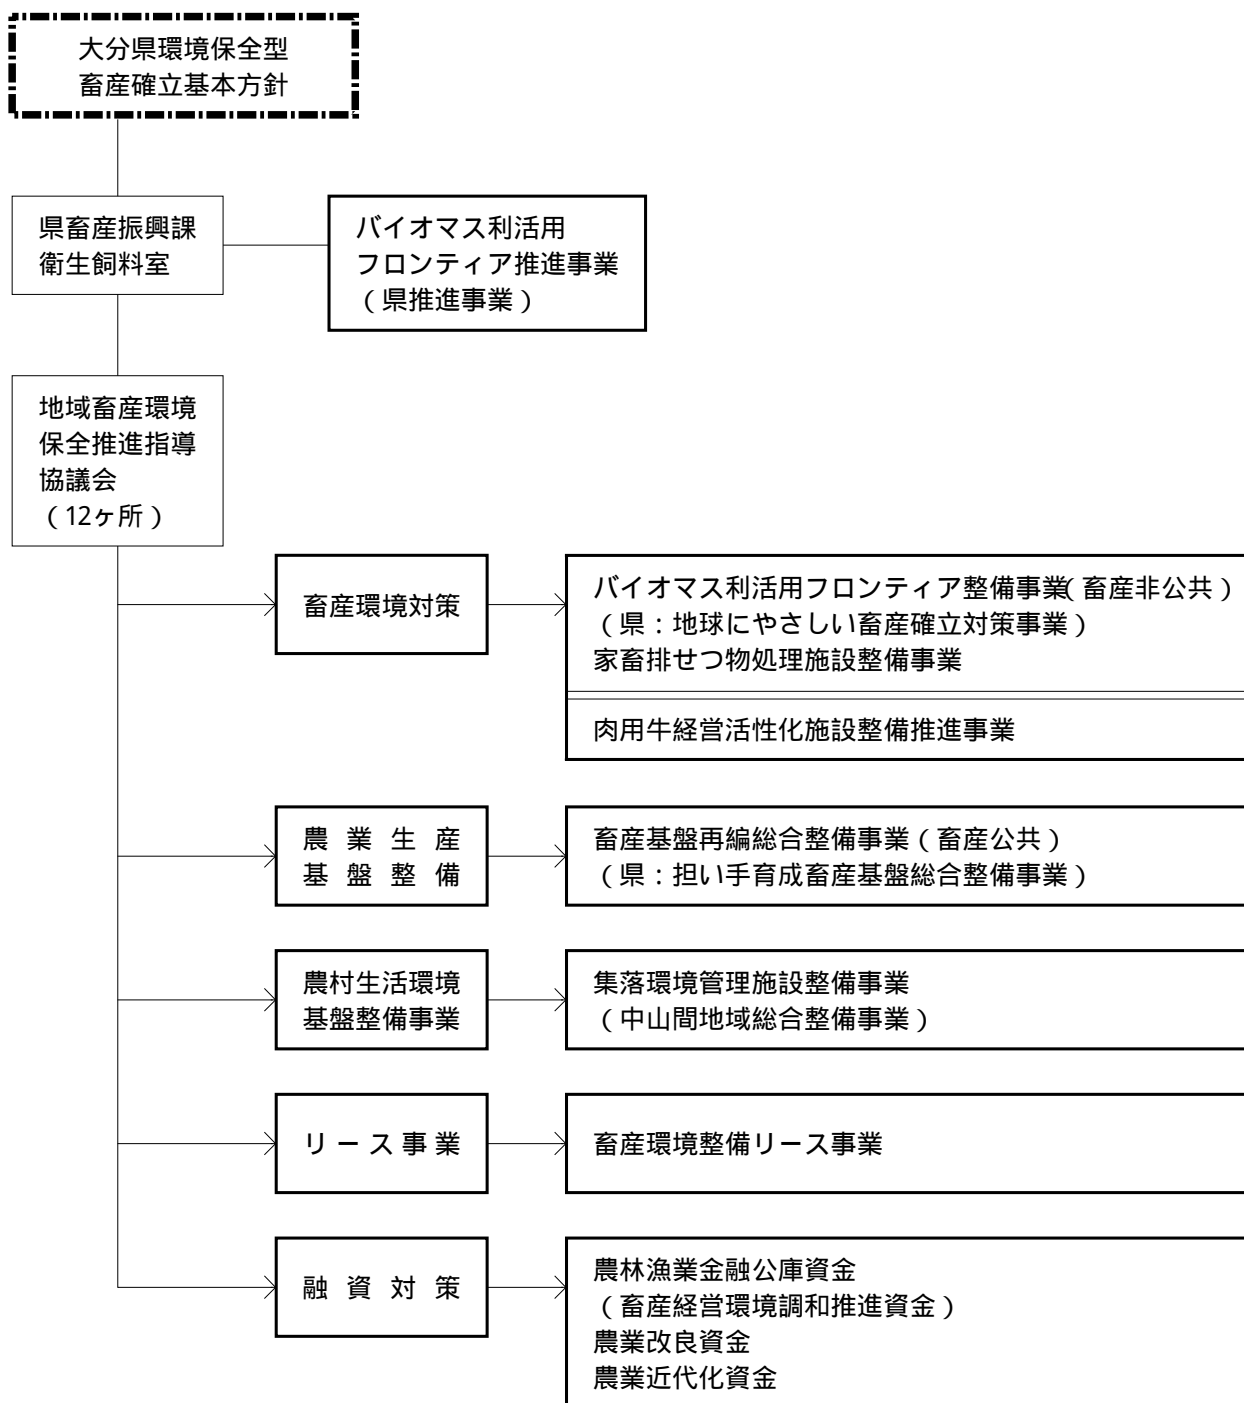 大分県環境保全型
畜産確立基本方針
県畜産振興課
衛生飼料室
バイオマス利活用
フロンティア推進事業
（県推進事業）
地域畜産環境
保全推進指導
協議会
（12ヶ所）
畜産環境対策
バイオマス利活用フロンティア整備事業（畜産非公共）
（県：地球にやさしい畜産確立対策事業）
家畜排せつ物処理施設整備事業
肉用牛経営活性化施設整備推進事業
農業生産
基盤整備
畜産基盤再編総合整備事業（畜産公共）
（県：担い手育成畜産基盤総合整備事業）
農村生活環境
基盤整備事業
集落環境管理施設整備事業
（中山間地域総合整備事業）
リース事業
畜産環境整備リース事業
融資対策
農林漁業金融公庫資金
（畜産経営環境調和推進資金）
農業改良資金
農業近代化資金